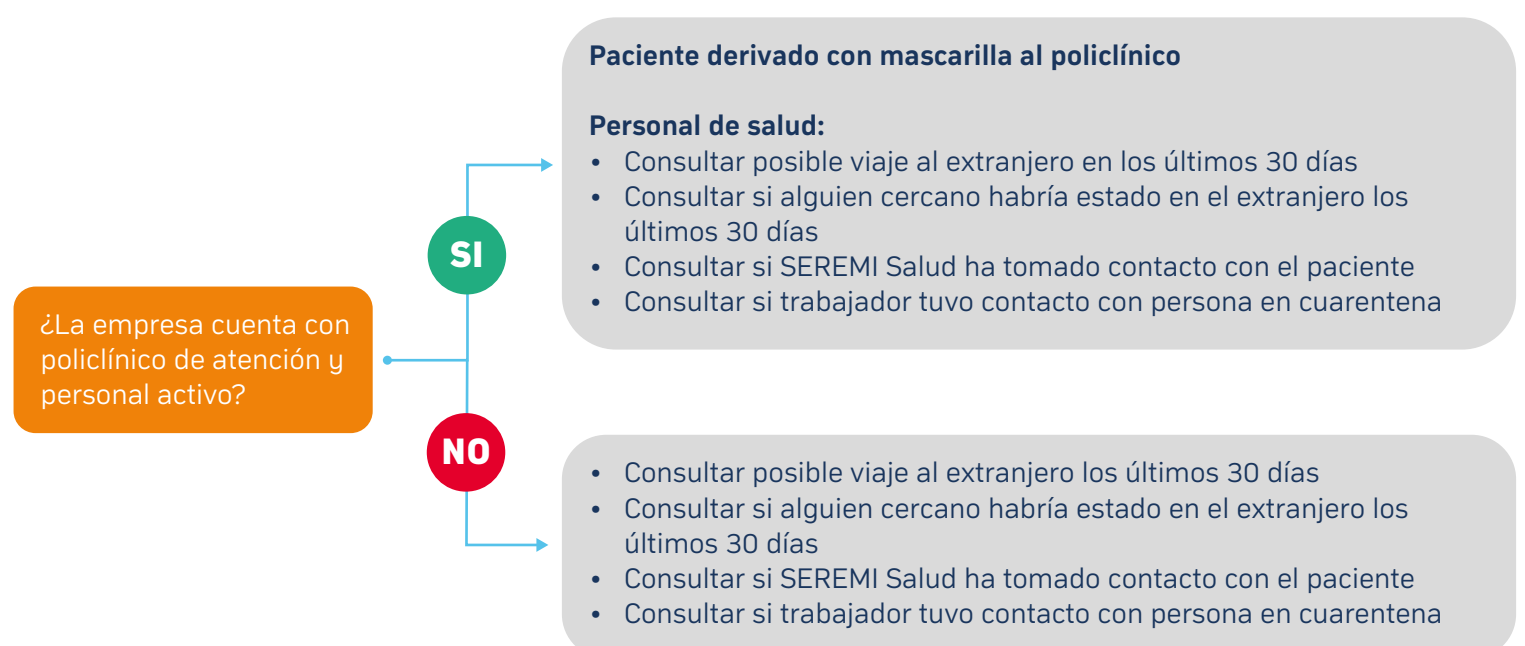 ¿La empresa cuenta con
policlínico de atención y
personal activo?
SI
Paciente derivado con mascarilla al policlínico
Personal de salud:
• Consultar posible viaje al extranjero en los últimos 30 días
• Consultar si alguien cercano habría estado en el extranjero los
últimos 30 días
• Consultar si SEREMI Salud ha tomado contacto con el paciente
• Consultar si trabajador tuvo contacto con persona en cuarentena
NO
• Consultar posible viaje al extranjero los últimos 30 días
• Consultar si alguien cercano habría estado en el extranjero los
últimos 30 días
• Consultar si SEREMI Salud ha tomado contacto con el paciente
• Consultar si trabajador tuvo contacto con persona en cuarentena